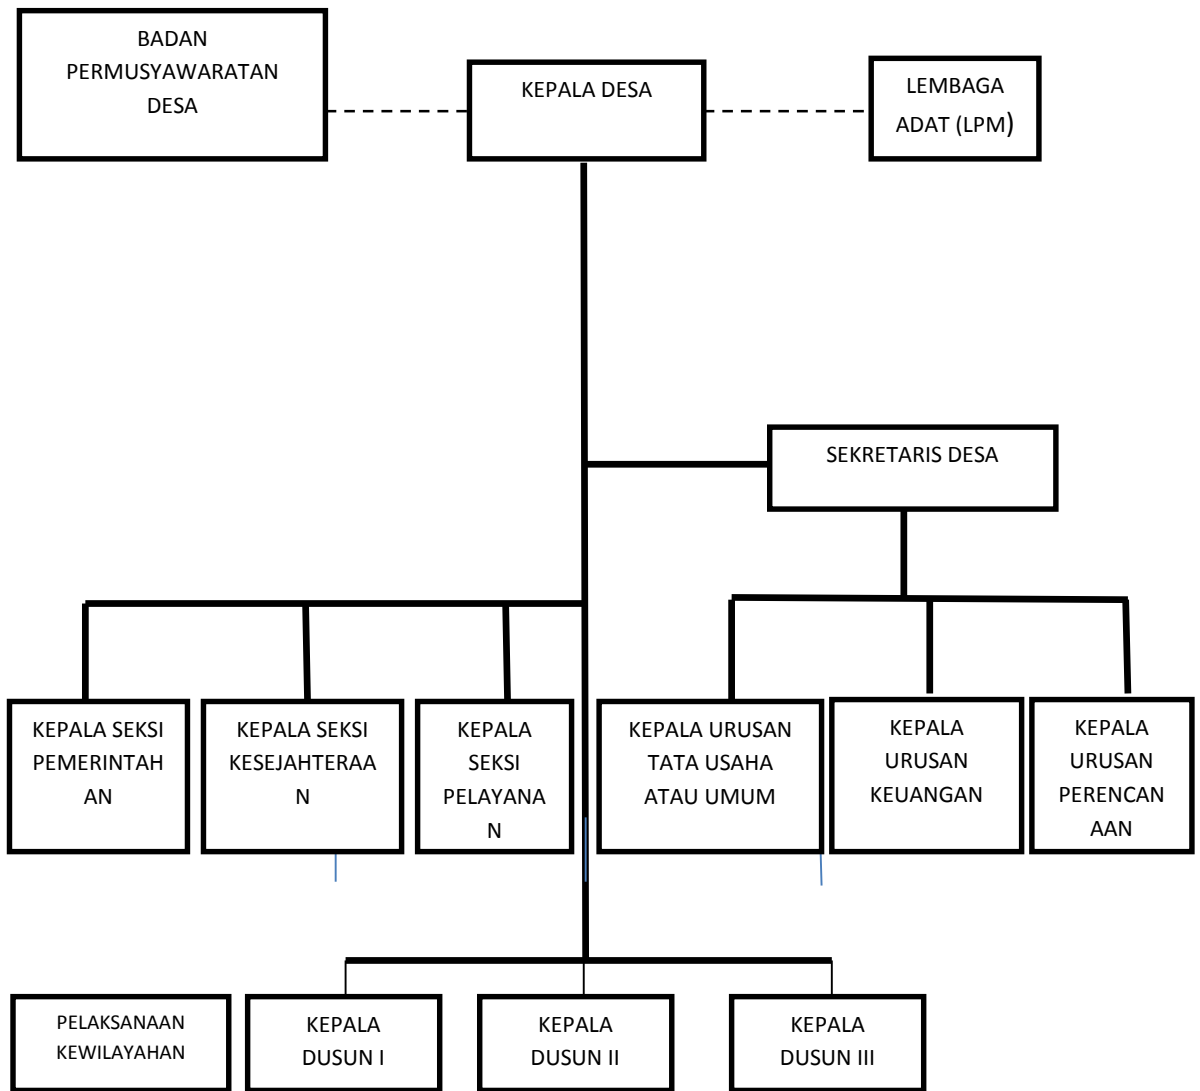 BADAN
PERMUSYAWARATAN
DESA
KEPALA DESA
LEMBAGA
ADAT (LPM)
SEKRETARIS DESA
KEPALA SEKSI
PEMERINTAH
AN
KEPALA SEKSI
KESEJAHTERAA
N
KEPALA
SEKSI
PELAYANA
N
KEPALA URUSAN
TATA USAHA
ATAU UMUM
KEPALA
URUSAN
KEUANGAN
KEPALA
URUSAN
PERENCAN
AAN
PELAKSANAAN
KEWILAYAHAN
KEPALA
DUSUN I
KEPALA
DUSUN II
KEPALA
DUSUN III